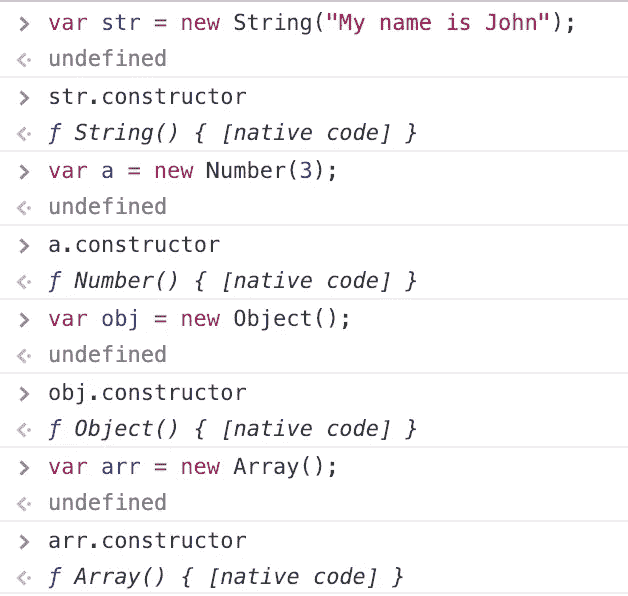 > var str = new String("My name is John");
<· undefined
> str.constructor
<· ƒ String() { [native code] }
> var a = new Number(3);
<· undefined
> a.constructor
<· ƒ Number() { [native code] }
> var obj = new Object();
<· undefined
> obj.constructor
<· ƒ Object() { [native code] }
> var arr = new Array();
<· undefined
> arr.constructor
<· ƒ Array() { [native code] }